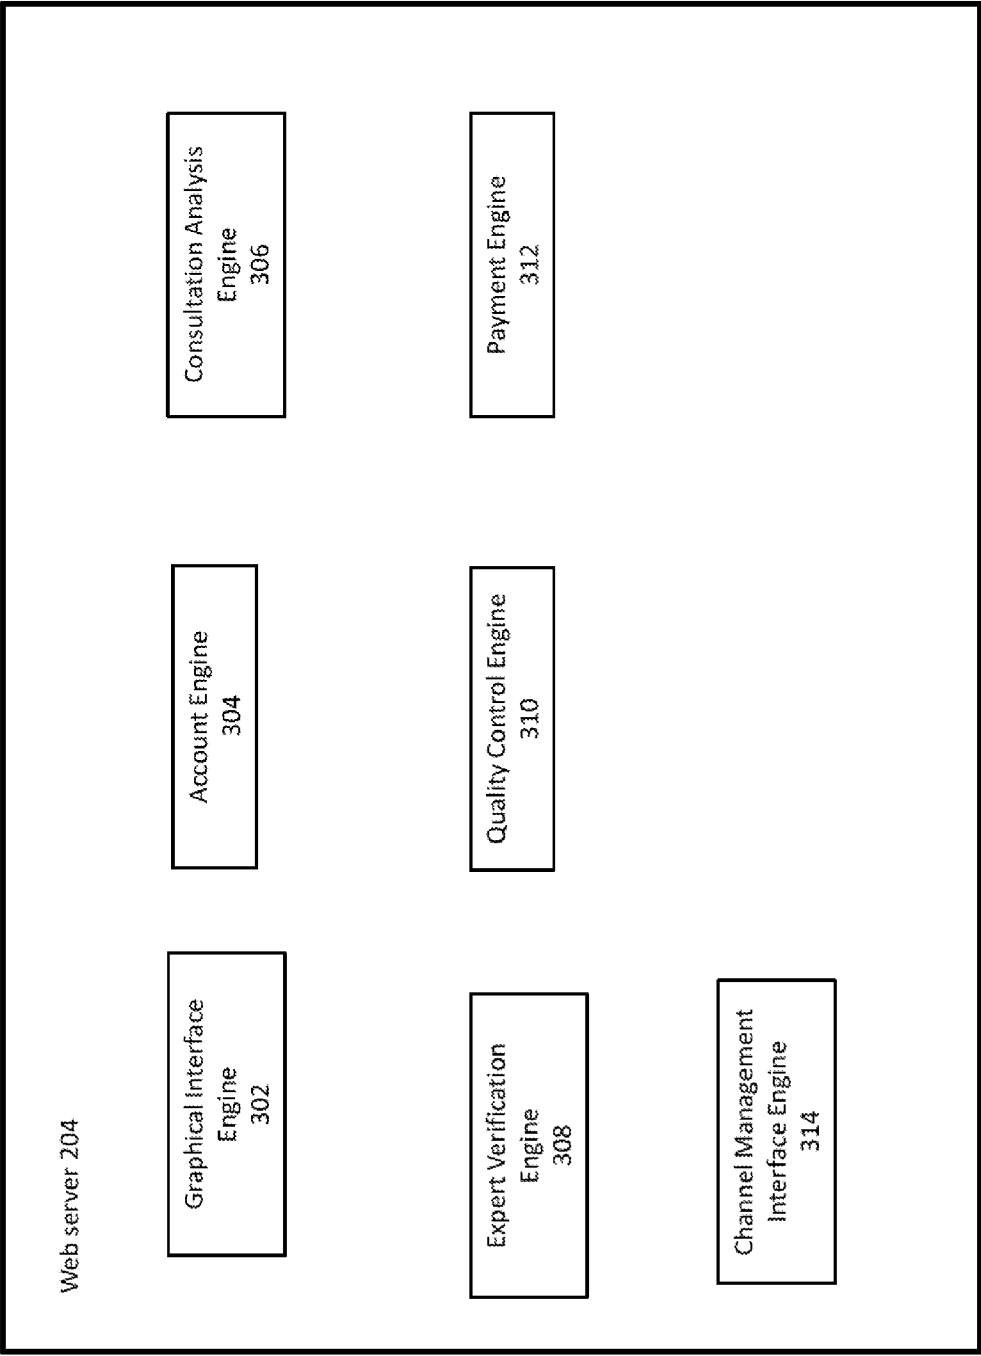 Web server 204
Graphical Interface
Engine
302
Account Engine
304
Consultation Analysis
Engine
306
Expert Verification
Engine
308
Quality Control Engine
310
Payment Engine
312
Channel Management
Interface Engine
314